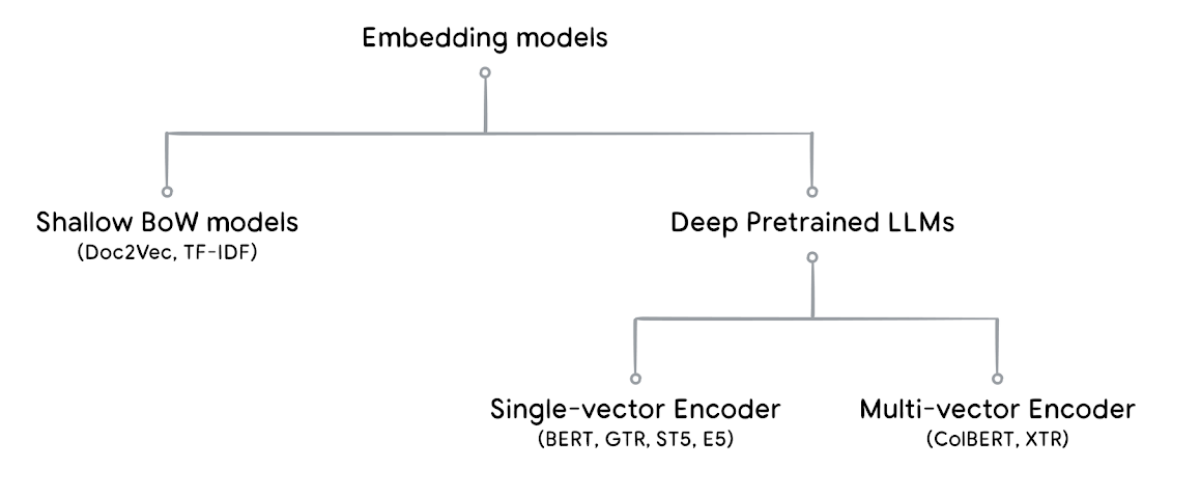 Embedding models
Shallow BoW models
(Doc2Vec, TF-IDF)
Deep Pretrained LLMs
Single-vector Encoder
(BERT, GTR, ST5, E5)
Multi-vector Encoder
(ColBERT, XTR)